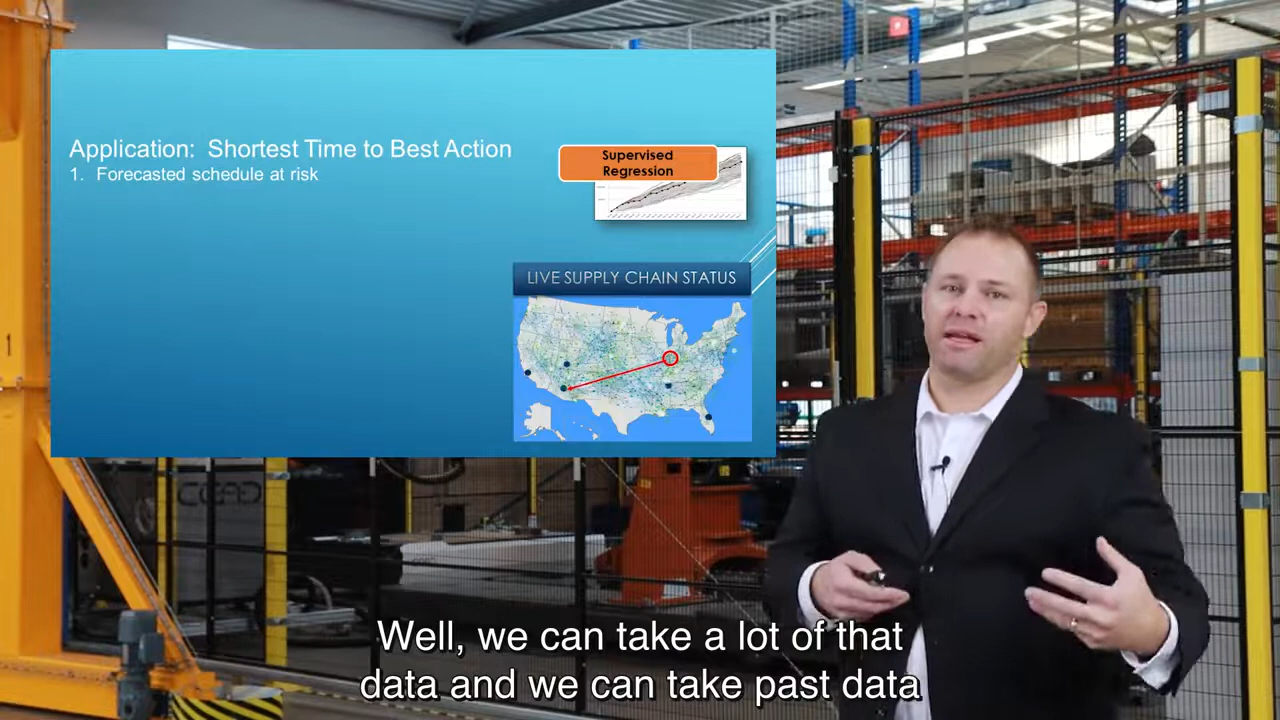 Application: Shortest Time to Best Action
1. Forecasted schedule at risk
Supervised
Regression
LIVE SUPPLY CHAIN STATUS
Well, we can take a lot of that
data and we can take past data